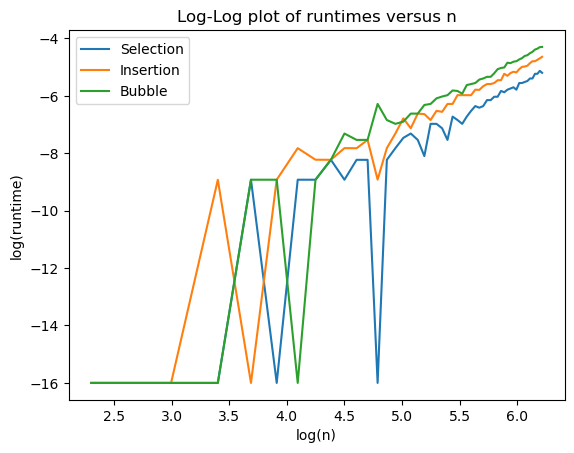 Log-Log plot of runtimes versus n
Selection
Insertion
Bubble
log(runtime)
−4
−6
−8
−10
−12
−14
−16
2.5 3.0 3.5 4.0 4.5 5.0 5.5 6.0
log(n)